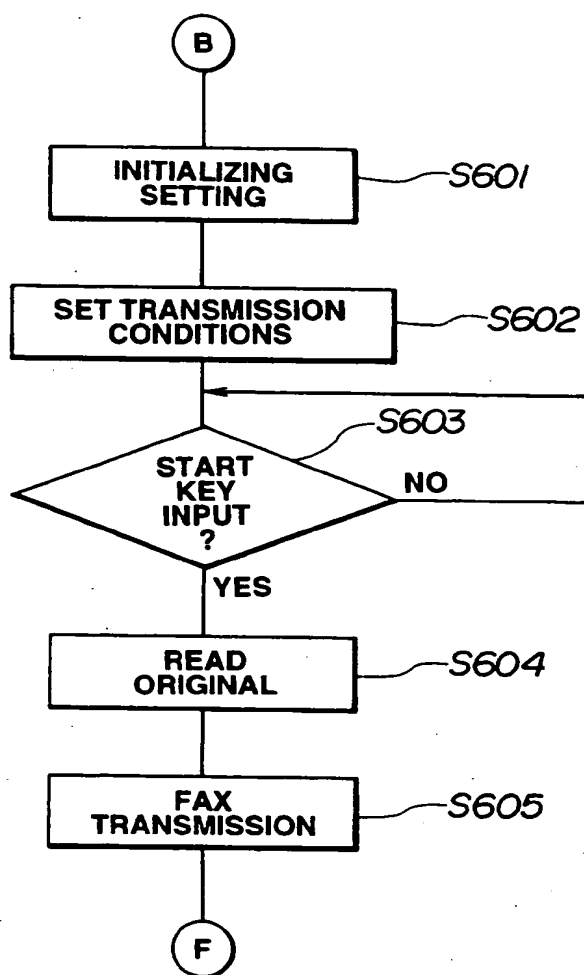 B
INITIALIZING
SETTING
S601
SET TRANSMISSION
CONDITIONS
S602
S603
START
KEY
INPUT
?
NO
YES
READ
ORIGINAL
S604
FAX
TRANSMISSION
S605
F